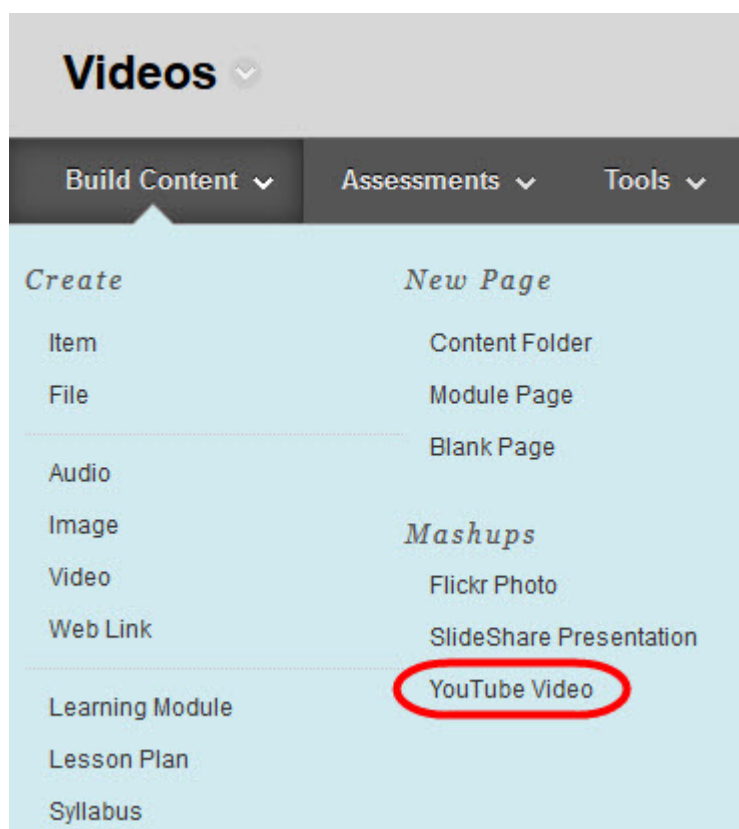 Videos
Build Content
Assessments
Tools
Create
Item
File
Audio
Image
Video
Web Link
Learning Module
Lesson Plan
Syllabus
New Page
Content Folder
Module Page
Blank Page
Mashups
Flickr Photo
SlideShare Presentation
YouTube Video